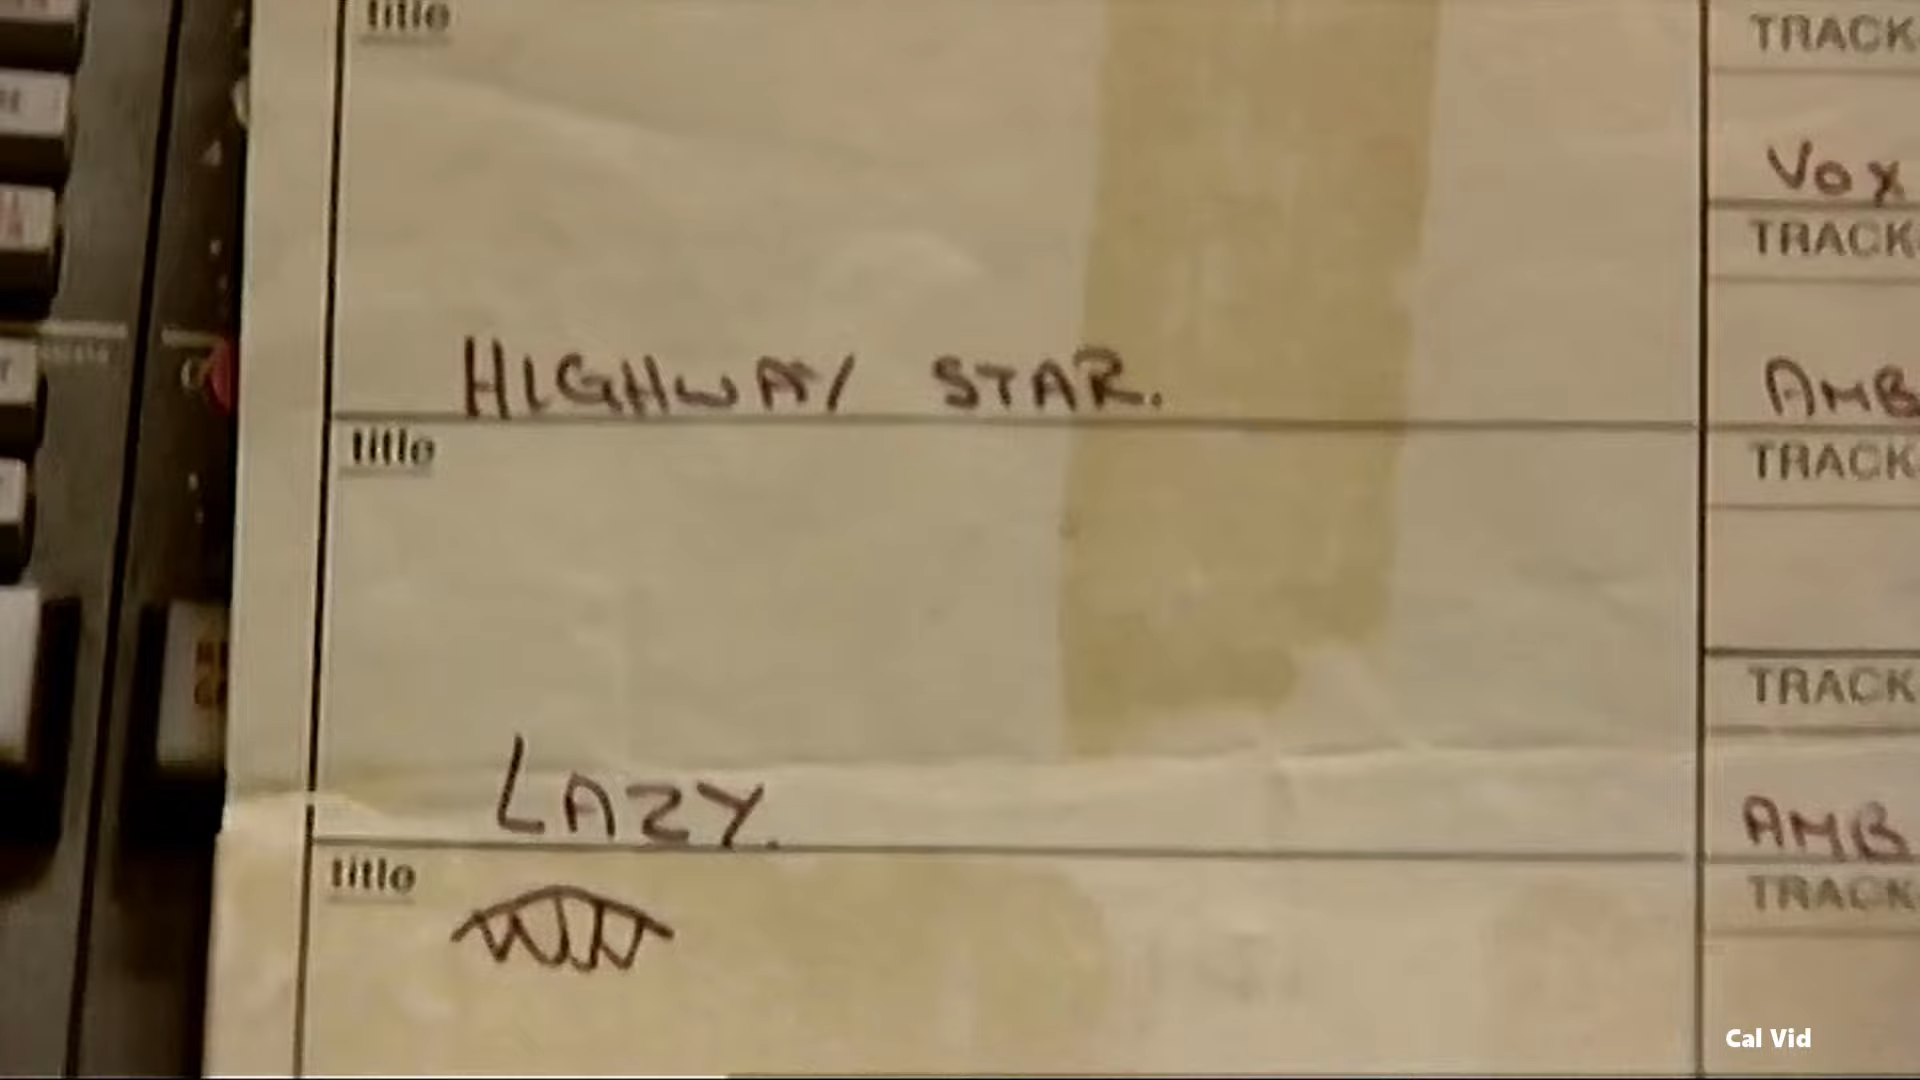 title
TRACK
Vox
TRACK
HIGHWAY STAR.
AMB
title
TRACK
TRACK
LAZY.
AMB
title
TRACK
Cal Vid